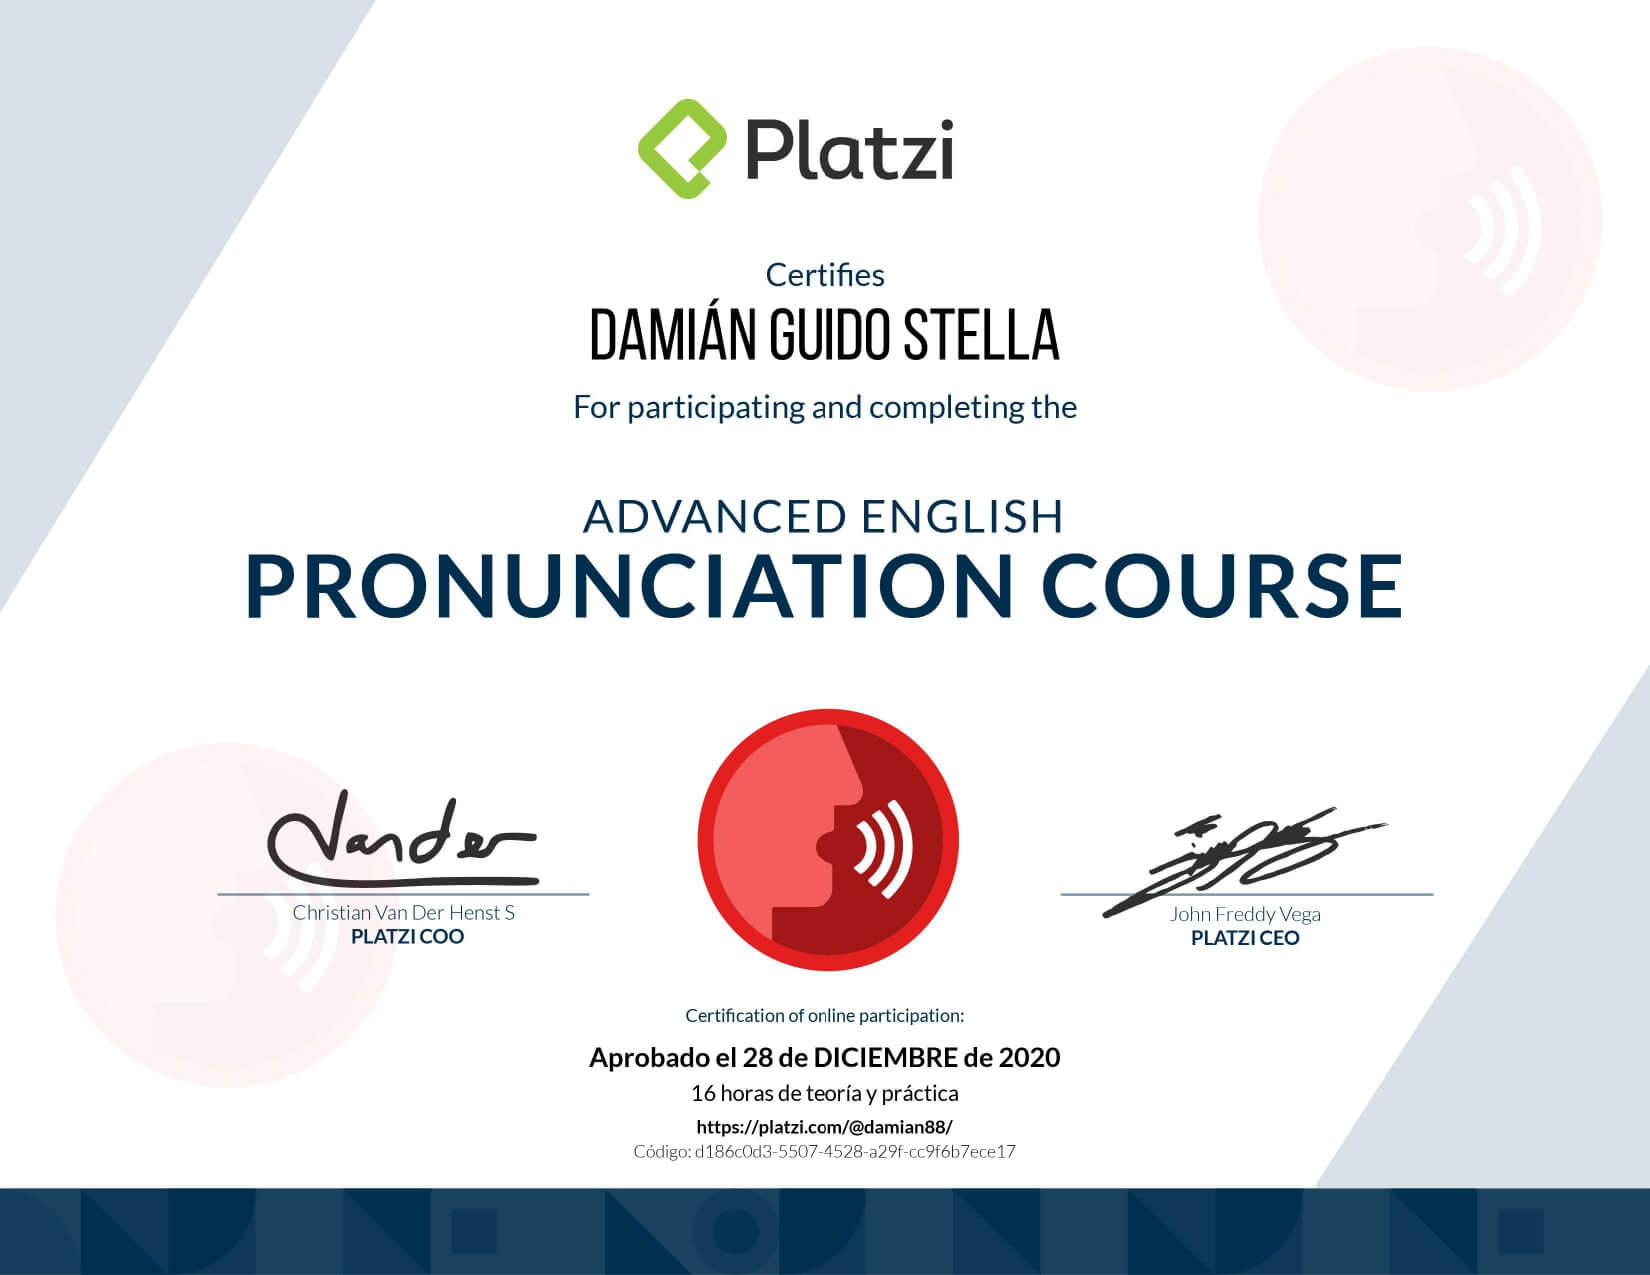 Platzi
Certifies
DAMIÁN GUIDO STELLA
For participating and completing the
ADVANCED ENGLISH
PRONUNCIATION COURSE
Vander
Christian Van Der Henst S
PLATZI COO
John Freddy Vega
PLATZI CEO
Certification of online participation:
Aprobado el 28 de DICIEMBRE de 2020
16 horas de teoría y práctica
https://platzi.com/@damian88/
Código: d186c0d3-5507-4528-a29f-cc9f6b7ece17